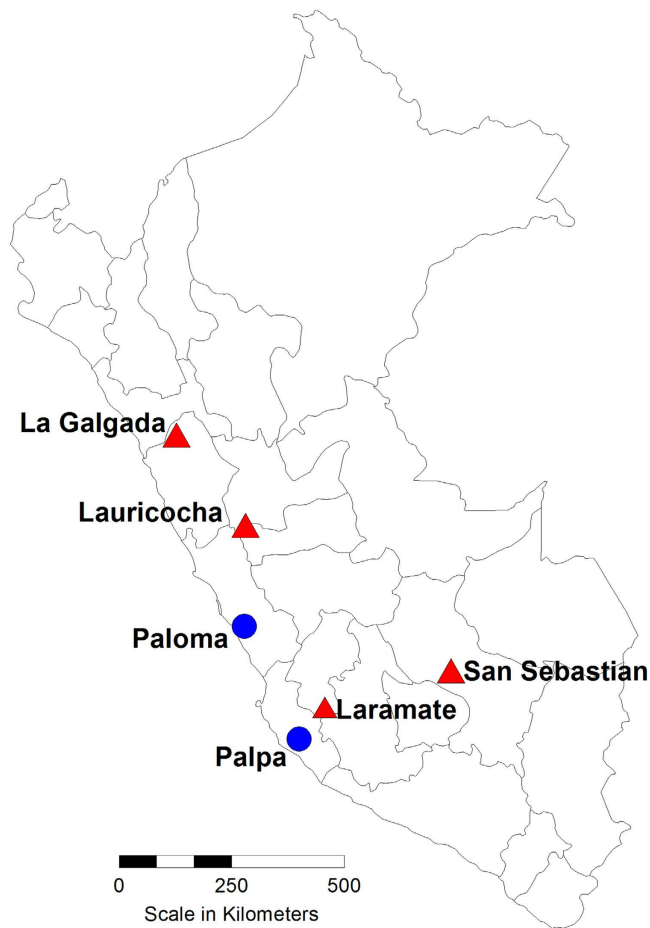 La Galgada
Lauricocha
Paloma
San Sebastian
Laramate
Palpa
0 250 500
Scale in Kilometers